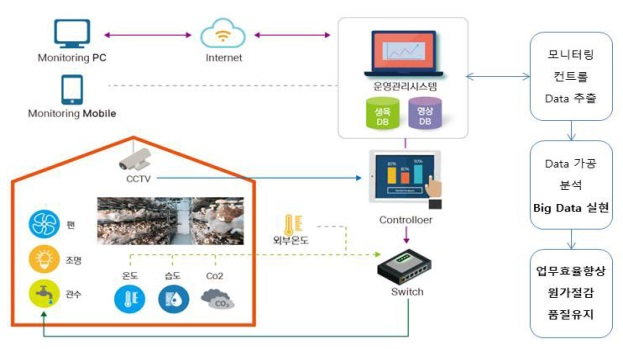 Monitoring PC
Internet
Monitoring Mobile
운영관리시스템
생육
DB
영상
DB
모니터링
컨트롤
Data 추출
CCTV
Controlloer
Data 가공
분석
Big Data 실현
팬
조명
관수
온도
습도
Co2
CO₂
외부온도
Switch
업무효율향상
원가절감
품질유지